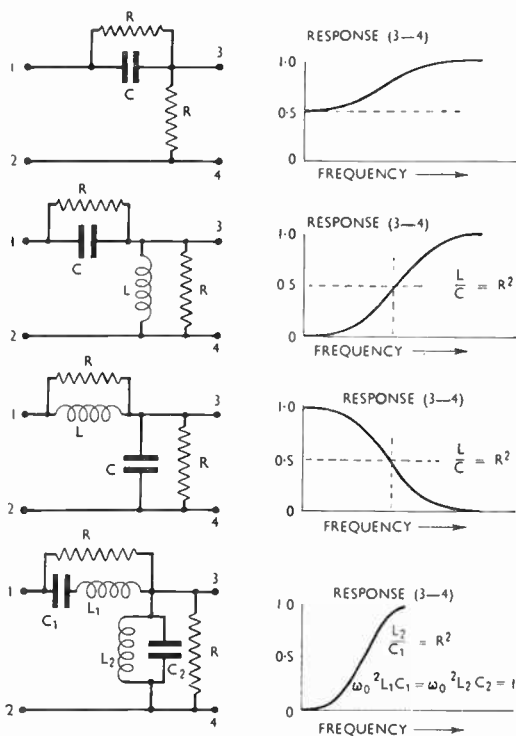 R
1
3
C
R
2
4
RESPONSE (3—4)
1·0
0·5
0
FREQUENCY
R
1
3
C
L
R
2
4
RESPONSE (3—4)
1·0
0·5
L/C = R²
0
FREQUENCY
R
1
3
L
C
R
2
4
RESPONSE (3—4)
1·0
0·5
L/C = R²
0
FREQUENCY
R
1
3
C₁
L₁
L₂
C₂
R
2
4
RESPONSE (3—4)
1·0
L₂/C₁ = R²
0·5
ω₀²L₁C₁ = ω₀²L₂C₂ = 1
0
FREQUENCY